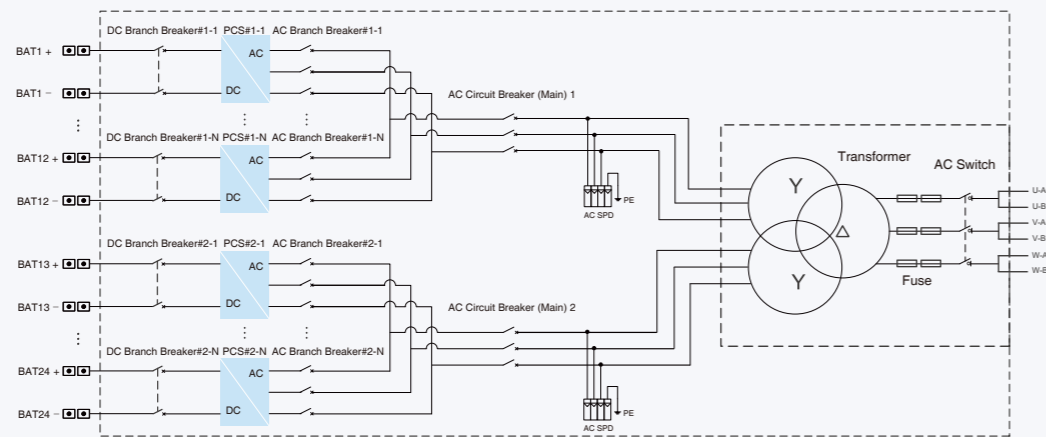 DC Branch Breaker#1-1 PCS#1-1 AC Branch Breaker#1-1
BAT1 +
AC
BAT1 −
DC
AC Circuit Breaker (Main) 1
DC Branch Breaker#1-N PCS#1-N AC Branch Breaker#1-N
BAT12 +
AC
BAT12 −
DC
AC SPD
PE
Transformer
AC Switch
Y
Δ
Y
Fuse
U-A
U-B
V-A
V-B
W-A
W-B
DC Branch Breaker#2-1 PCS#2-1 AC Branch Breaker#2-1
BAT13 +
AC
BAT13 −
DC
AC Circuit Breaker (Main) 2
DC Branch Breaker#2-N PCS#2-N AC Branch Breaker#2-N
BAT24 +
AC
BAT24 −
DC
AC SPD
PE